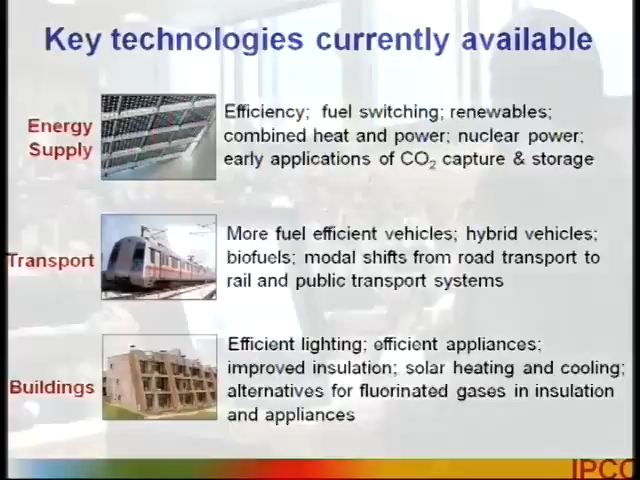 Key technologies currently available
Energy
Supply
Efficiency; fuel switching; renewables;
combined heat and power; nuclear power;
early applications of CO₂ capture & storage
Transport
More fuel efficient vehicles; hybrid vehicles;
biofuels; modal shifts from road transport to
rail and public transport systems
Buildings
Efficient lighting; efficient appliances;
improved insulation; solar heating and cooling;
alternatives for fluorinated gases in insulation
and appliances
IPCC